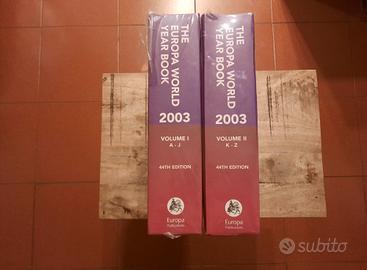 THE
EUROPA WORLD
YEAR BOOK
2003
VOLUME I
A - J
44TH EDITION
Europa
Publications
THE
EUROPA WORLD
YEAR BOOK
2003
VOLUME II
K - Z
44TH EDITION
Europa
Publications
subito